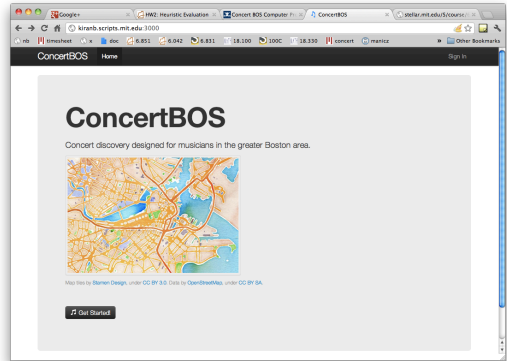 Google+
HW2: Heuristic Evaluation
Concert BOS Computer Pr
ConcertBOS
stellar.mit.edu/S/course
kiranb.scripts.mit.edu:3000
nb
timesheet
x
doc
6.851
6.042
6.831
18.100
100C
18.330
concert
manicz
»
Other Bookmarks
ConcertBOS
Home
Sign In
ConcertBOS
Concert discovery designed for musicians in the greater Boston area.
Map tiles by Stamen Design, under CC BY 3.0. Data by OpenStreetMap, under CC BY SA.
Get Started!